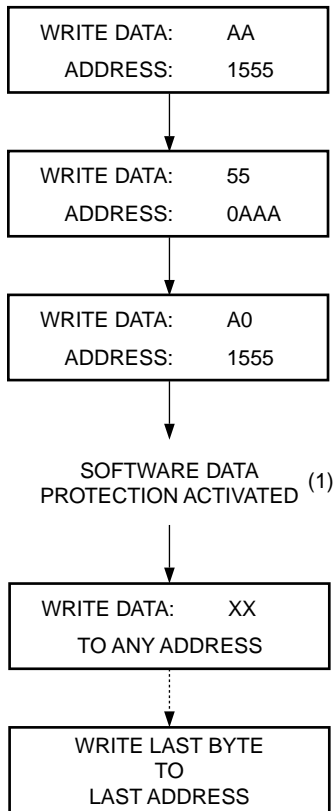 WRITE DATA: AA
ADDRESS: 1555
WRITE DATA: 55
ADDRESS: 0AAA
WRITE DATA: A0
ADDRESS: 1555
SOFTWARE DATA
PROTECTION ACTIVATED (1)
WRITE DATA: XX
TO ANY ADDRESS
WRITE LAST BYTE
TO
LAST ADDRESS